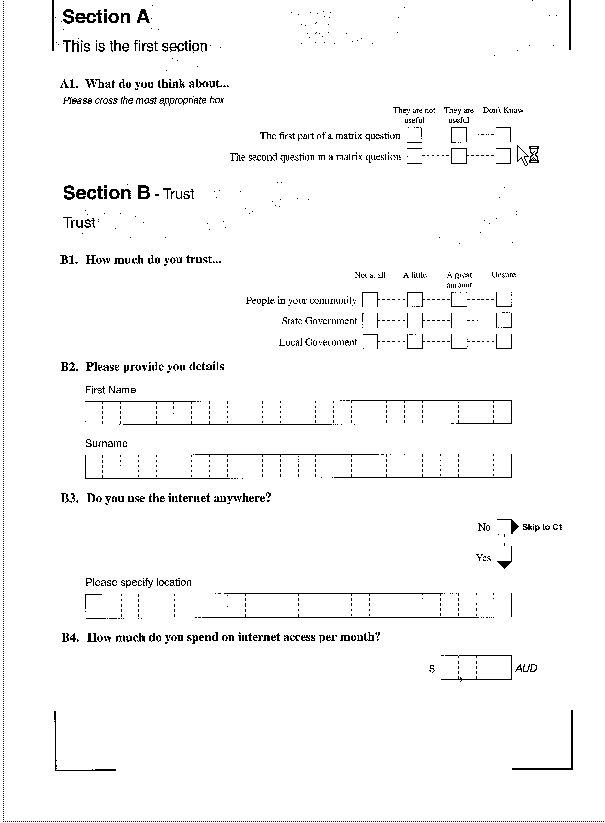 Section A
This is the first section
A1. What do you think about...
Please cross the most appropriate box
They are not useful
They are useful
Don't Know
The first part of a matrix question
The second question in a matrix question
Section B - Trust
Trust
B1. How much do you trust...
Not at all
A little
A great amount
Unsure
People in your community
State Government
Local Government
B2. Please provide you details
First Name
Surname
B3. Do you use the internet anywhere?
No
Skip to C1
Yes
Please specify location
B4. How much do you spend on internet access per month?
$
AUD